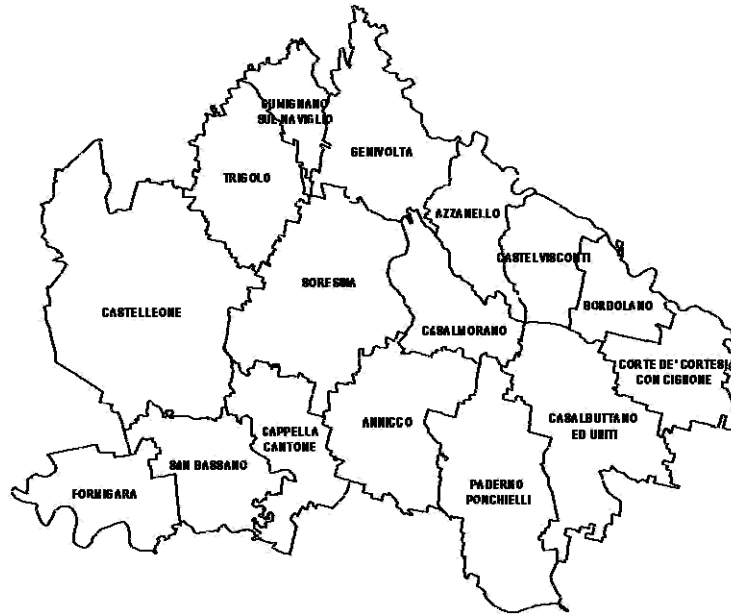 CUMIGNANO
SUL NAVIGLIO
GENIVOLTA
TRIGOLO
AZZANELLO
CASTELVISCONTI
SORESINA
BORDOLANO
CASTELLEONE
CASALMORANO
CORTE DE' CORTESI
CON CIGNONE
ANNICCO
CASALBUTTANO
ED UNITI
CAPPELLA
CANTONE
SAN BASSANO
PADERNO
PONCHIELLI
FORMIGARA